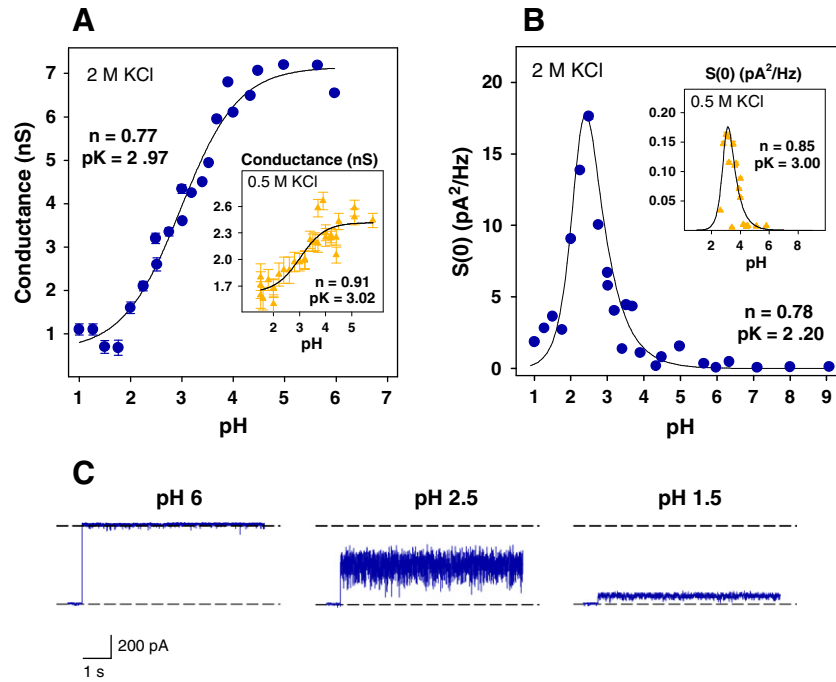 A
2 M KCl
n = 0.77
pK = 2 .97
Conductance (nS)
7
6
5
4
3
2
1
1 2 3 4 5 6 7
pH
Conductance (nS)
0.5 M KCl
2.6
2.3
2.0
1.7
n = 0.91
pK = 3.02
1 2 3 4 5
pH
B
2 M KCl
S(0) (pA²/Hz)
20
15
10
5
0
1 2 3 4 5 6 7 8 9
pH
n = 0.78
pK = 2 .20
S(0) (pA²/Hz)
0.5 M KCl
0.20
0.15
0.10
0.05
n = 0.85
pK = 3.00
2 4 6 8
pH
C
pH 6 pH 2.5 pH 1.5
200 pA
1 s